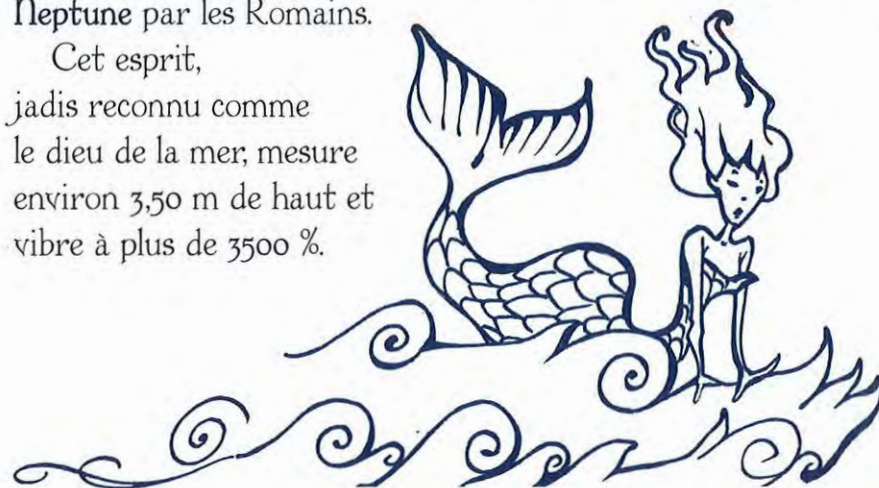 Neptune par les Romains.
Cet esprit,
jadis reconnu comme
le dieu de la mer, mesure
environ 3,50 m de haut et
vibre à plus de 3500 %.